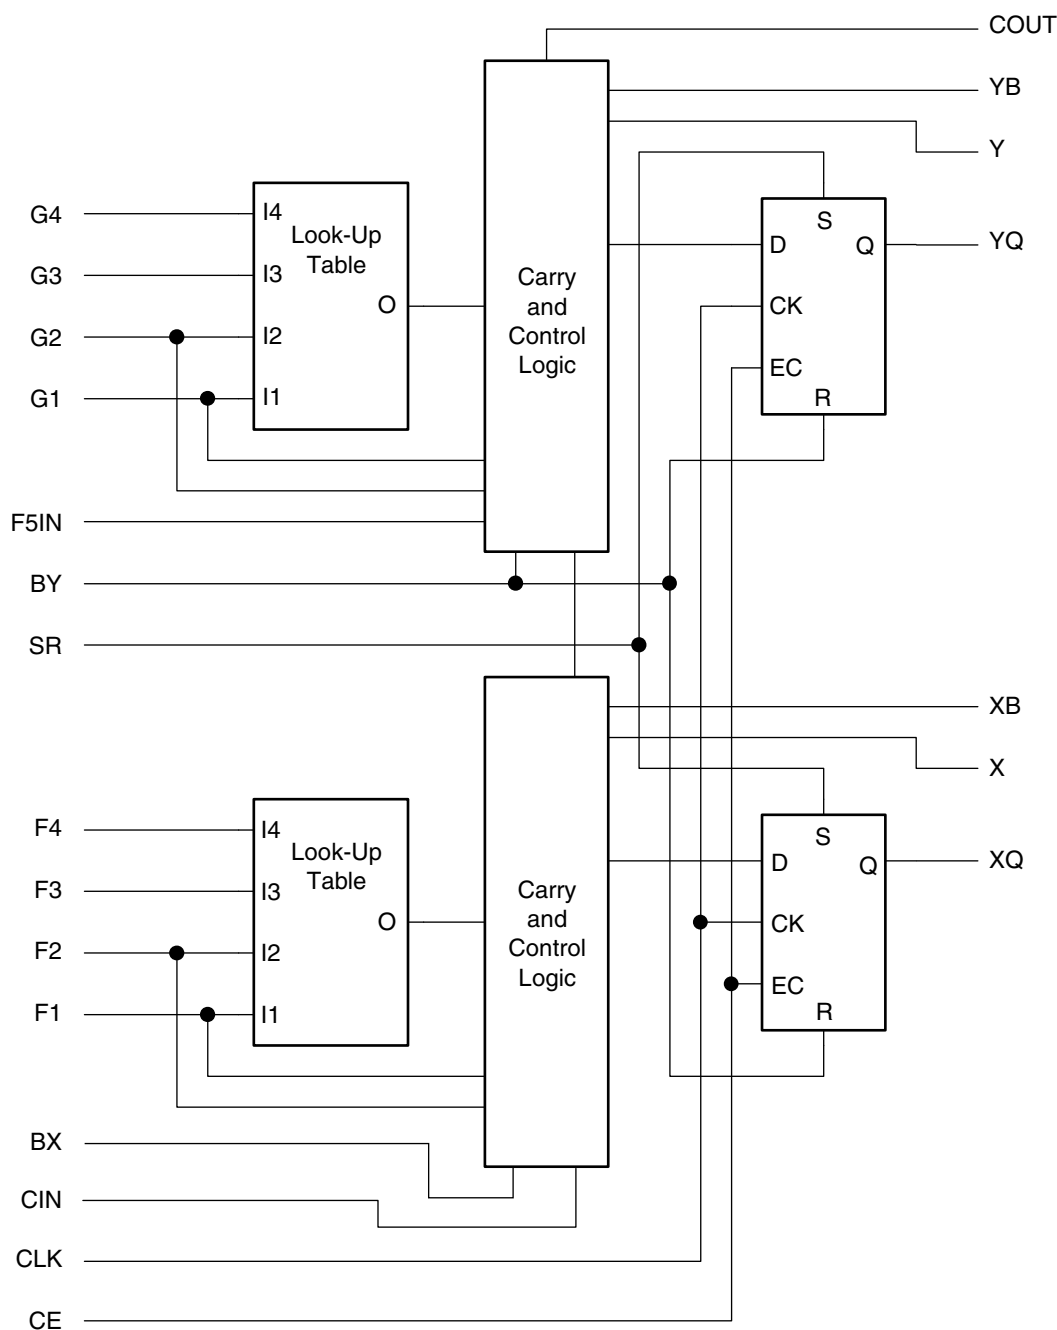 COUT
YB
Y
G4
G3
G2
G1
I4
Look-Up
Table
I3
O
I2
I1
Carry
and
Control
Logic
S
D
Q
CK
EC
R
YQ
F5IN
BY
SR
XB
X
F4
F3
F2
F1
I4
Look-Up
Table
I3
O
I2
I1
Carry
and
Control
Logic
S
D
Q
CK
EC
R
XQ
BX
CIN
CLK
CE